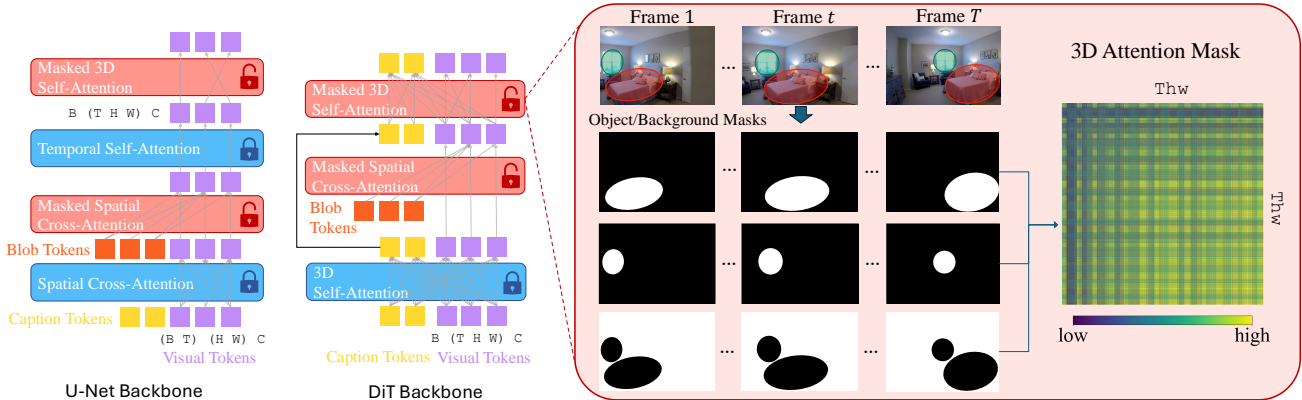 Masked 3D
Self-Attention
B (T H W) C
Temporal Self-Attention
Masked Spatial
Cross-Attention
Blob Tokens
Spatial Cross-Attention
Caption Tokens
(B T) (H W) C
Visual Tokens
U-Net Backbone
Masked 3D
Self-Attention
Masked Spatial
Cross-Attention
Blob
Tokens
3D
Self-Attention
B (T H W) C
Caption Tokens Visual Tokens
DiT Backbone
Frame 1
Frame t
Frame T
... ...
Object/Background Masks
... ...
... ...
... ...
3D Attention Mask
Thw
Thw
low
high